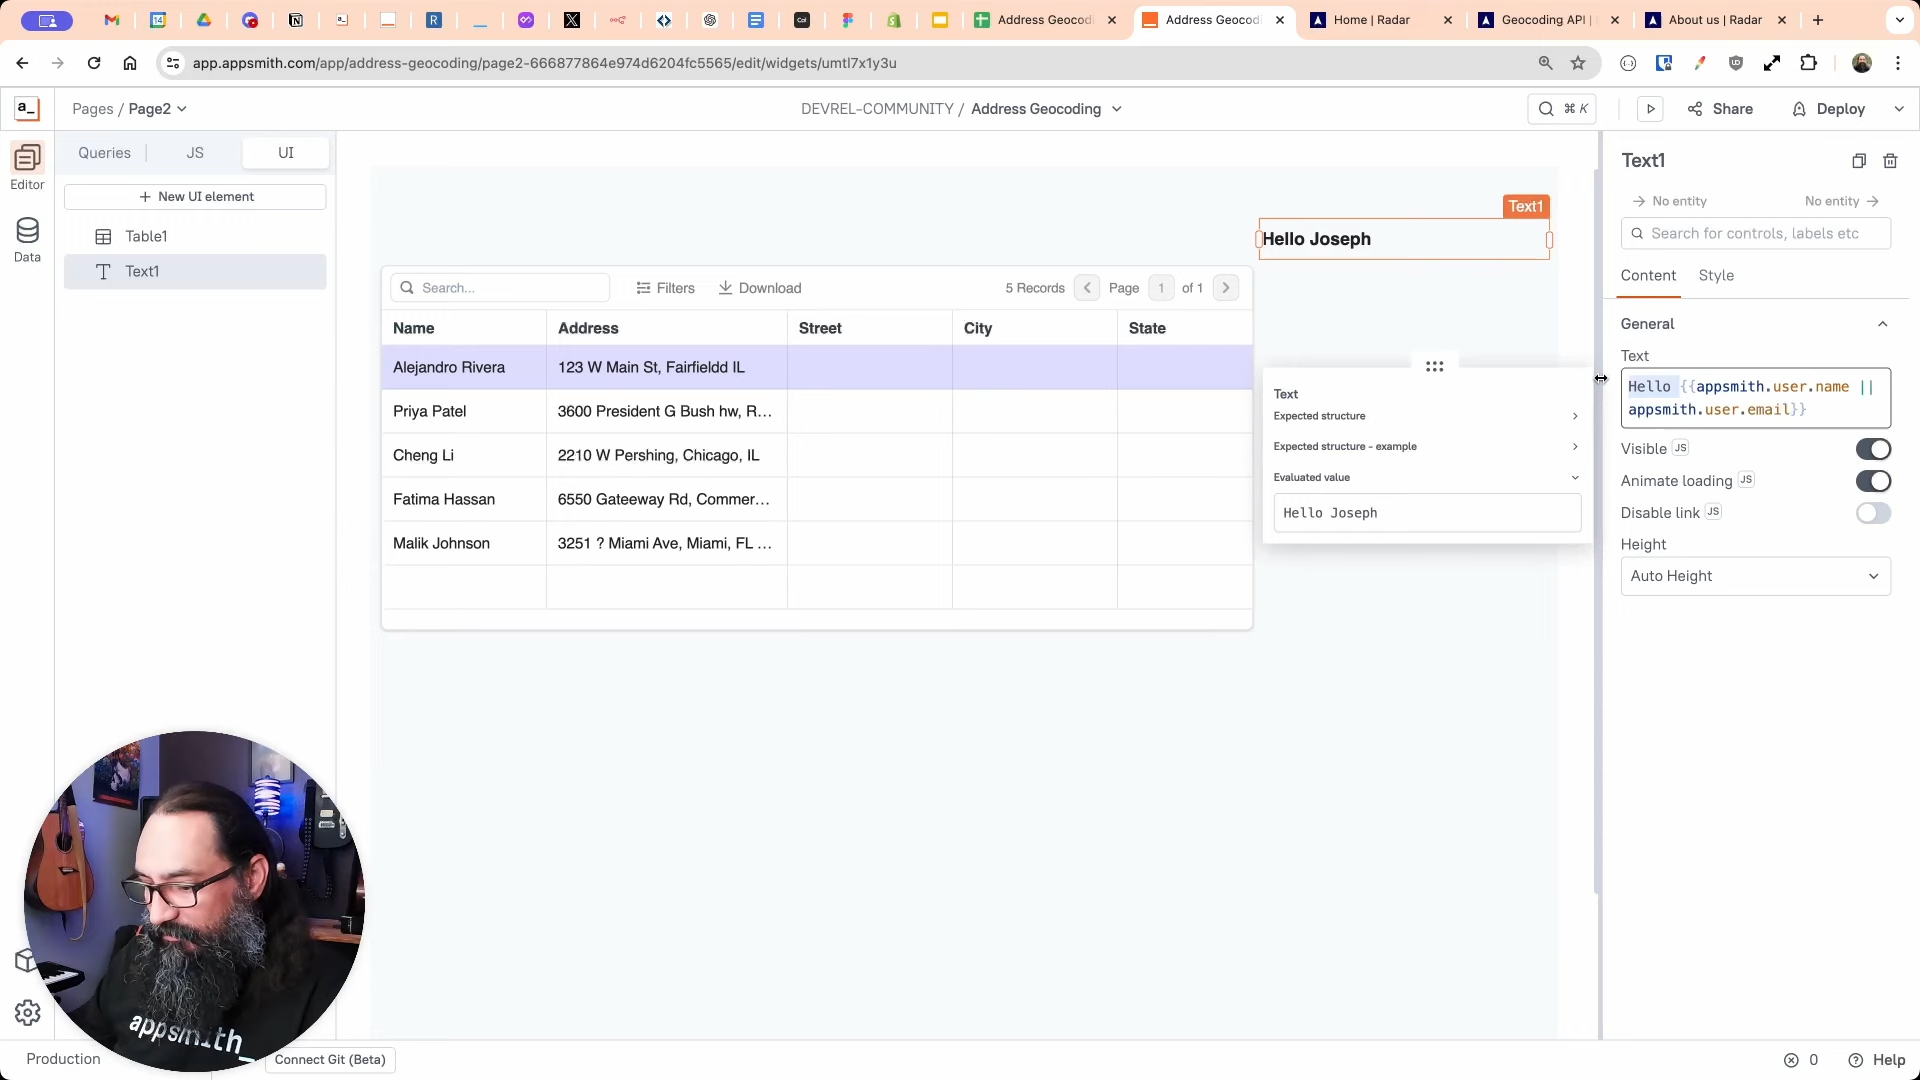 Address Geocodi
Address Geocodi
Home | Radar
Geocoding API |
About us | Radar
app.appsmith.com/app/address-geocoding/page2-666877864e974d6204fc5565/edit/widgets/umtl7x1y3u
a_
Pages / Page2
DEVREL-COMMUNITY / Address Geocoding
⌘ K
Share
Deploy
Editor
Data
Queries
JS
UI
+ New UI element
Table1
Text1
Text1
Hello Joseph
Search...
Filters
Download
5 Records
Page
1
of 1
Name
Address
Street
City
State
Alejandro Rivera
123 W Main St, Fairfieldd IL
Priya Patel
3600 President G Bush hw, R...
Cheng Li
2210 W Pershing, Chicago, IL
Fatima Hassan
6550 Gateeway Rd, Commer...
Malik Johnson
3251 ? Miami Ave, Miami, FL ...
Text
Expected structure
Expected structure - example
Evaluated value
Hello Joseph
Text1
No entity
No entity
Search for controls, labels etc
Content
Style
General
Text
Hello {{appsmith.user.name ||
appsmith.user.email}}
Visible JS
Animate loading JS
Disable link JS
Height
Auto Height
appsmith_
Production
Connect Git (Beta)
0
Help